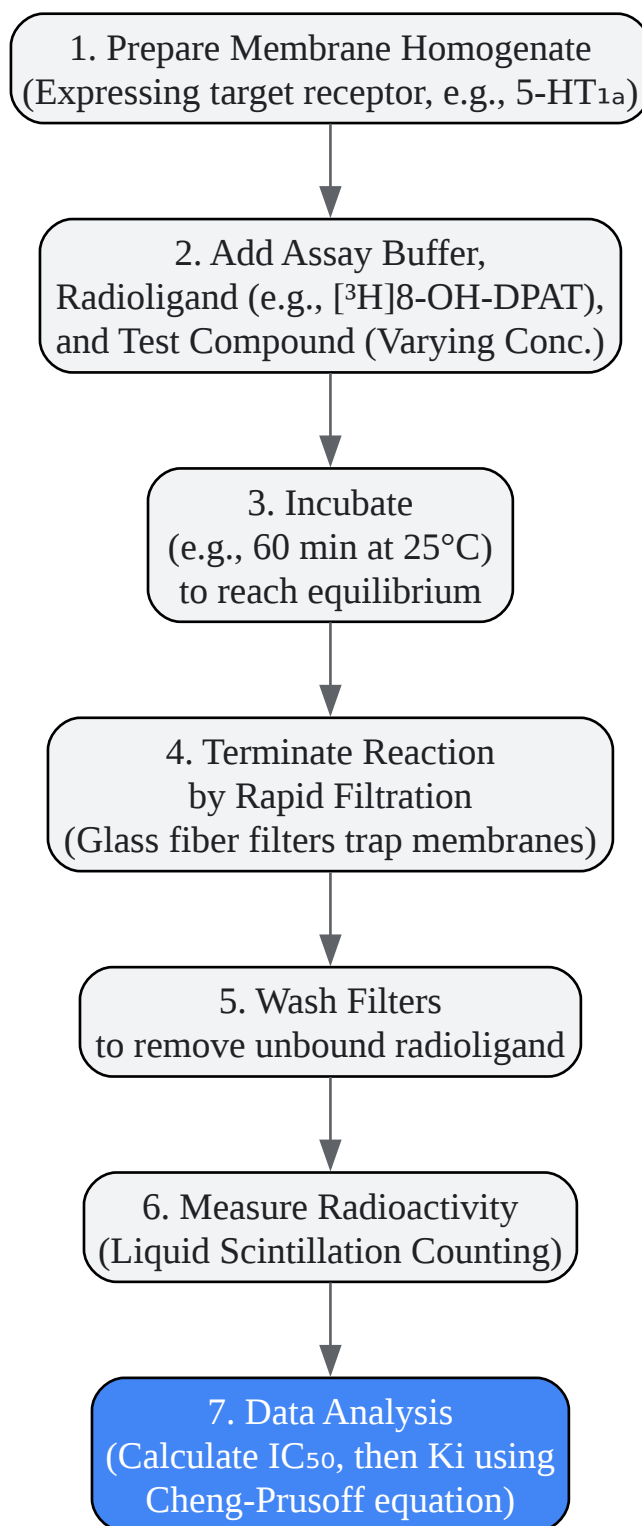 1. Prepare Membrane Homogenate
(Expressing target receptor, e.g., 5-HT₁ₐ)
2. Add Assay Buffer,
Radioligand (e.g., [³H]8-OH-DPAT),
and Test Compound (Varying Conc.)
3. Incubate
(e.g., 60 min at 25°C)
to reach equilibrium
4. Terminate Reaction
by Rapid Filtration
(Glass fiber filters trap membranes)
5. Wash Filters
to remove unbound radioligand
6. Measure Radioactivity
(Liquid Scintillation Counting)
7. Data Analysis
(Calculate IC₅₀, then Ki using
Cheng-Prusoff equation)